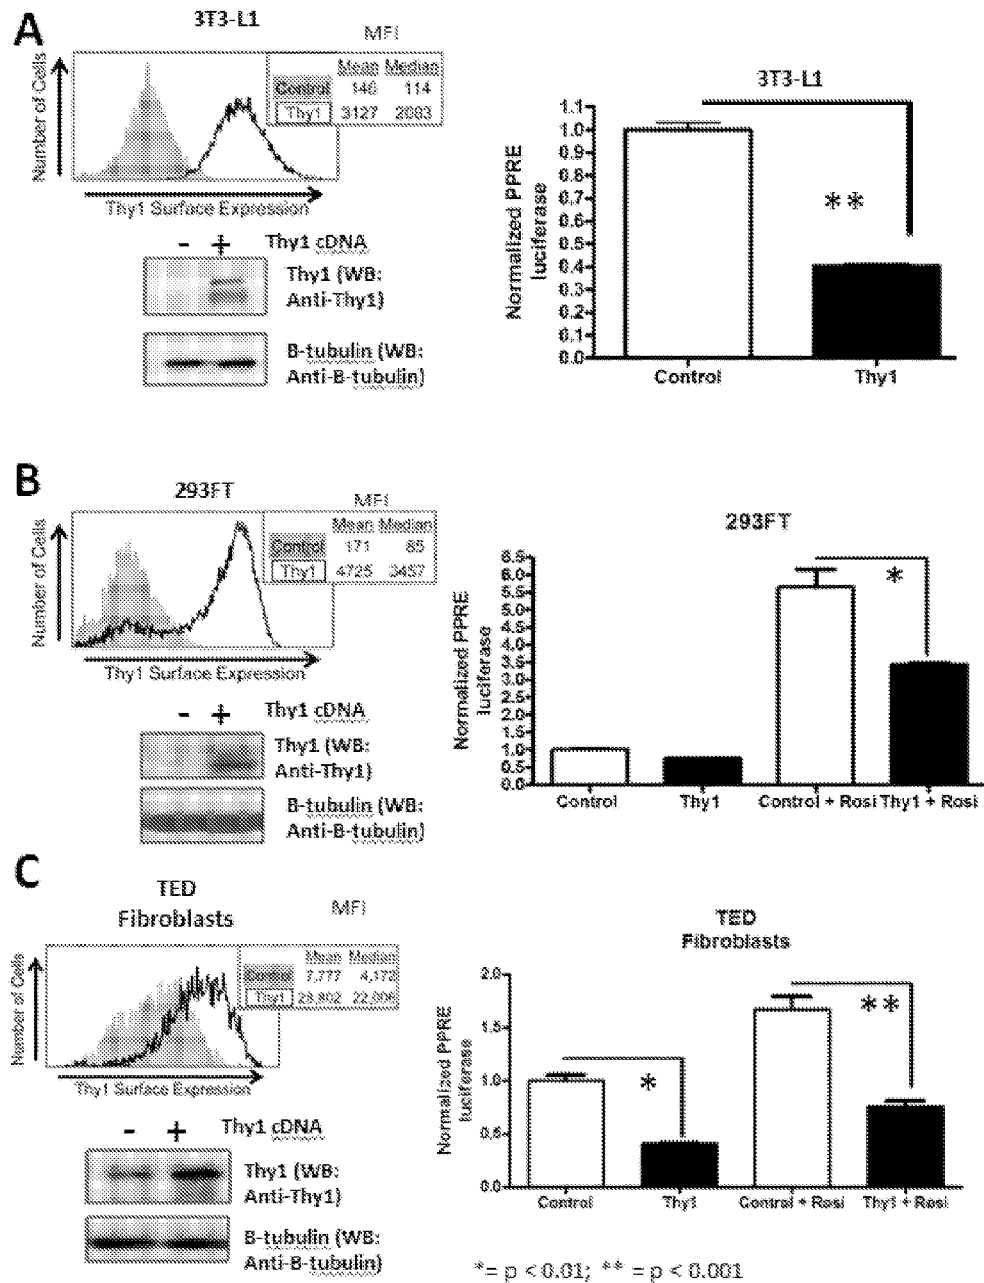 A
3T3-L1
MFI
Mean Median
Control 146 114
Thy1 3127 2083
Number of Cells
Thy1 Surface Expression
- + Thy1 cDNA
Thy1 (WB:
Anti-Thy1)
B-tubulin (WB:
Anti-B-tubulin)
3T3-L1
Normalized PPRE
luciferase
1.1
1.0
0.9
0.8
0.7
0.6
0.5
0.4
0.3
0.2
0.1
0.0
**
Control Thy1
B
293FT
MFI
Mean Median
Control 171 85
Thy1 4725 3457
Number of Cells
Thy1 Surface Expression
- + Thy1 cDNA
Thy1 (WB:
Anti-Thy1)
B-tubulin (WB:
Anti-B-tubulin)
293FT
Normalized PPRE
luciferase
6.5
6.0
5.5
5.0
4.5
4.0
3.5
3.0
2.5
2.0
1.5
1.0
0.5
0.0
*
Control Thy1 Control + Rosi Thy1 + Rosi
C
TED
Fibroblasts
MFI
Mean Median
Control 7,777 4,172
Thy1
Number of Cells
Thy1 Surface Expression
- + Thy1 cDNA
Thy1 (WB:
Anti-Thy1)
B-tubulin (WB:
Anti-B-tubulin)
TED
Fibroblasts
Normalized PPRE
luciferase
2.0
1.5
1.0
0.5
0.0
*
**
Control Thy1 Control + Rosi Thy1 + Rosi
*= p < 0.01; ** = p < 0.001